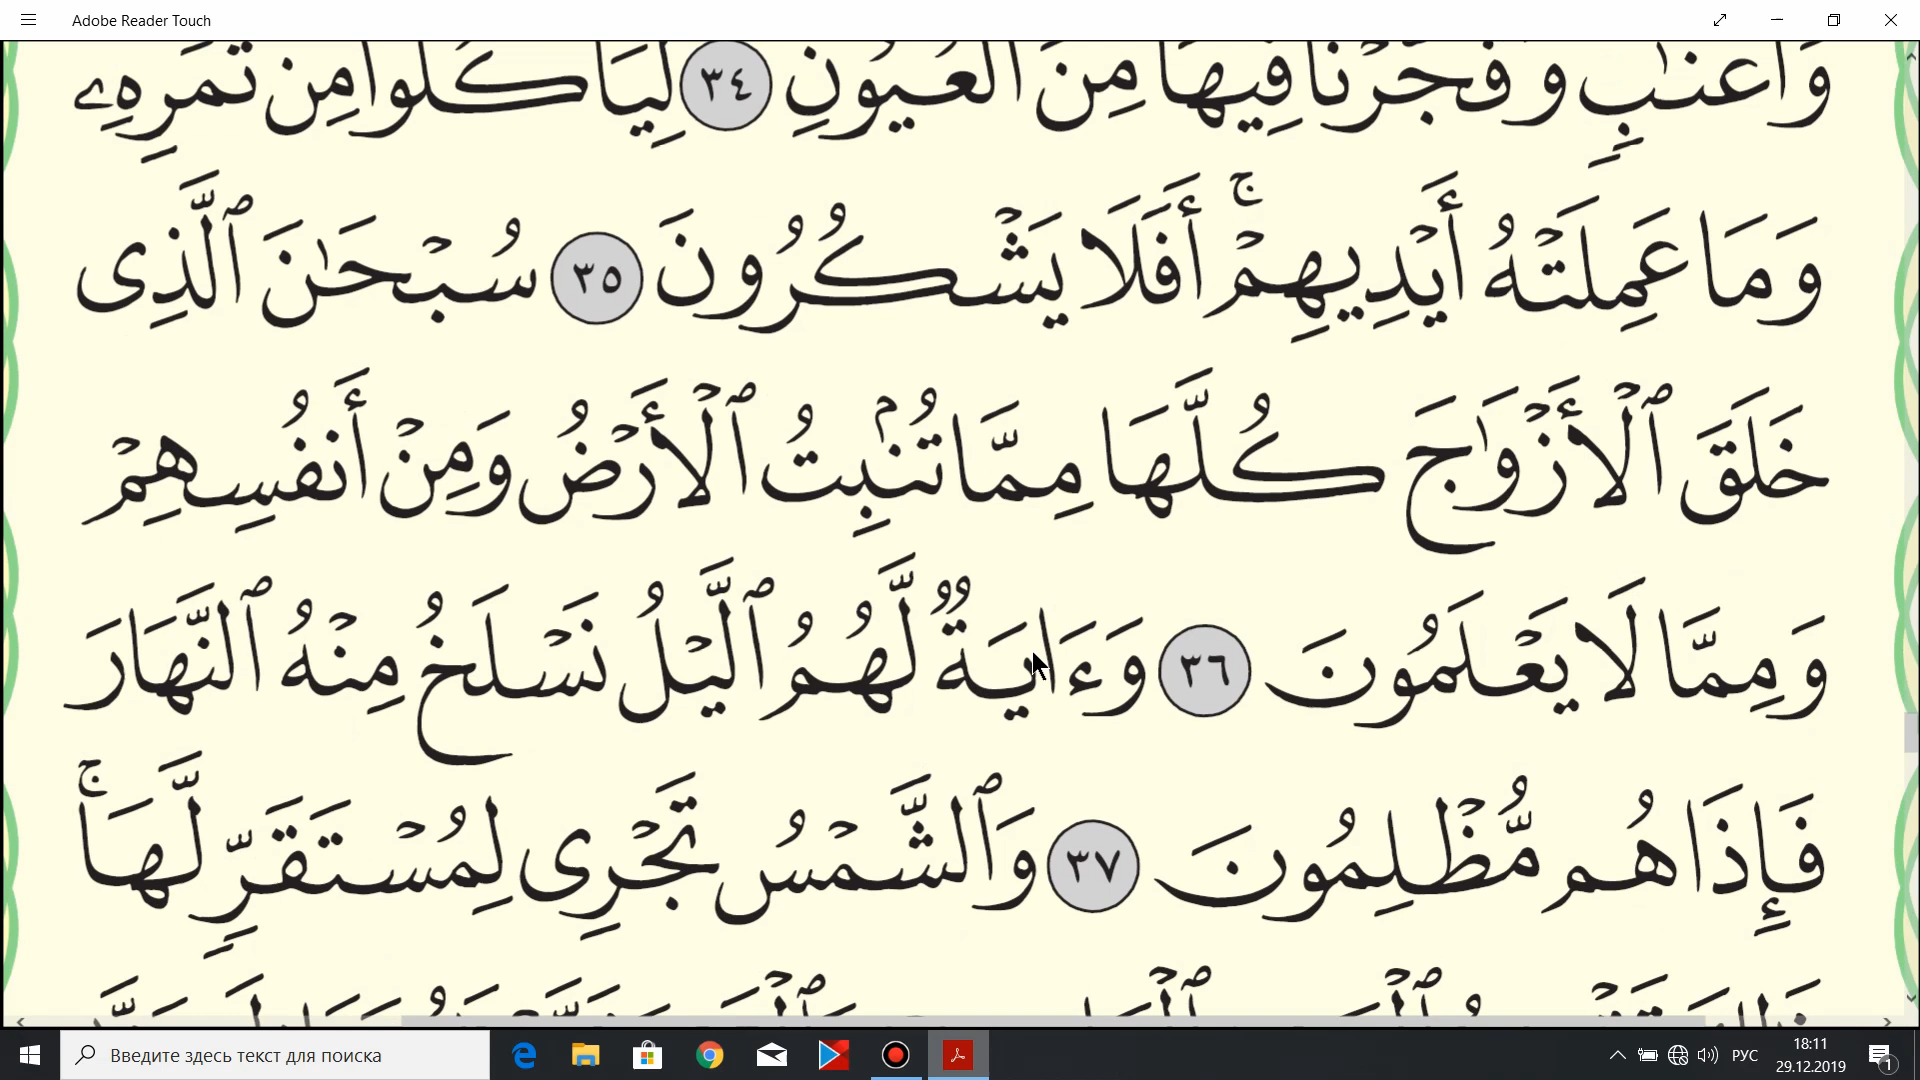 Adobe Reader Touch
وَأَعْنَـٰبٍ وَفَجَّرْنَا فِيهَا مِنَ ٱلْعُيُونِ ٣٤ لِيَأْكُلُوا۟ مِن ثَمَرِهِۦ
وَمَا عَمِلَتْهُ أَيْدِيهِمْ ۚ أَفَلَا يَشْكُرُونَ ٣٥ سُبْحَـٰنَ ٱلَّذِى
خَلَقَ ٱلْأَزْوَٰجَ كُلَّهَا مِمَّا تُنۢبِتُ ٱلْأَرْضُ وَمِنْ أَنفُسِهِمْ
وَمِمَّا لَا يَعْلَمُونَ ٣٦ وَءَايَةٌ لَّهُمُ ٱلَّيْلُ نَسْلَخُ مِنْهُ ٱلنَّهَارَ
فَإِذَا هُم مُّظْلِمُونَ ٣٧ وَٱلشَّمْسُ تَجْرِى لِمُسْتَقَرٍّ لَّهَا ۚ
Введите здесь текст для поиска
РУС
18:11
29.12.2019
1